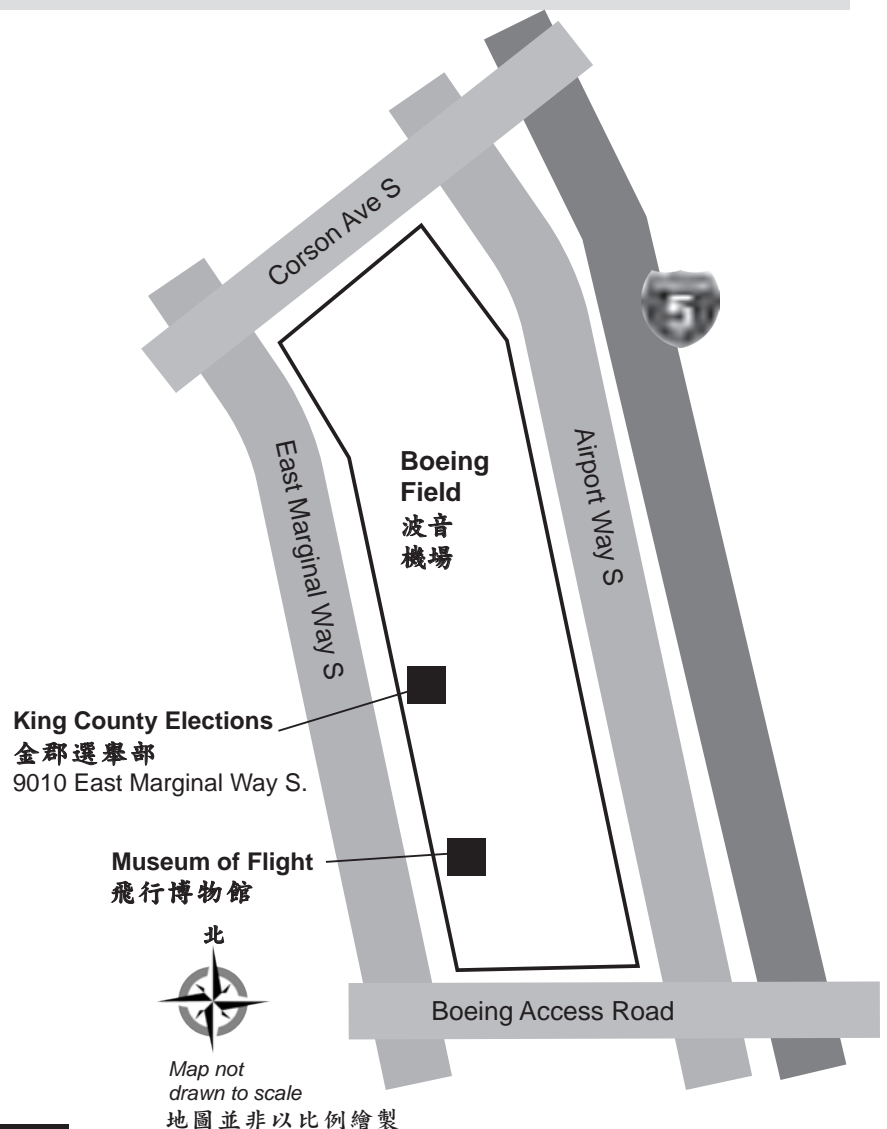 Corson Ave S
5
East Marginal Way S
Airport Way S
Boeing
Field
波音
機場
King County Elections
金郡選舉部
9010 East Marginal Way S.
Museum of Flight
飛行博物館
北
Map not
drawn to scale
地圖並非以比例繪製
Boeing Access Road